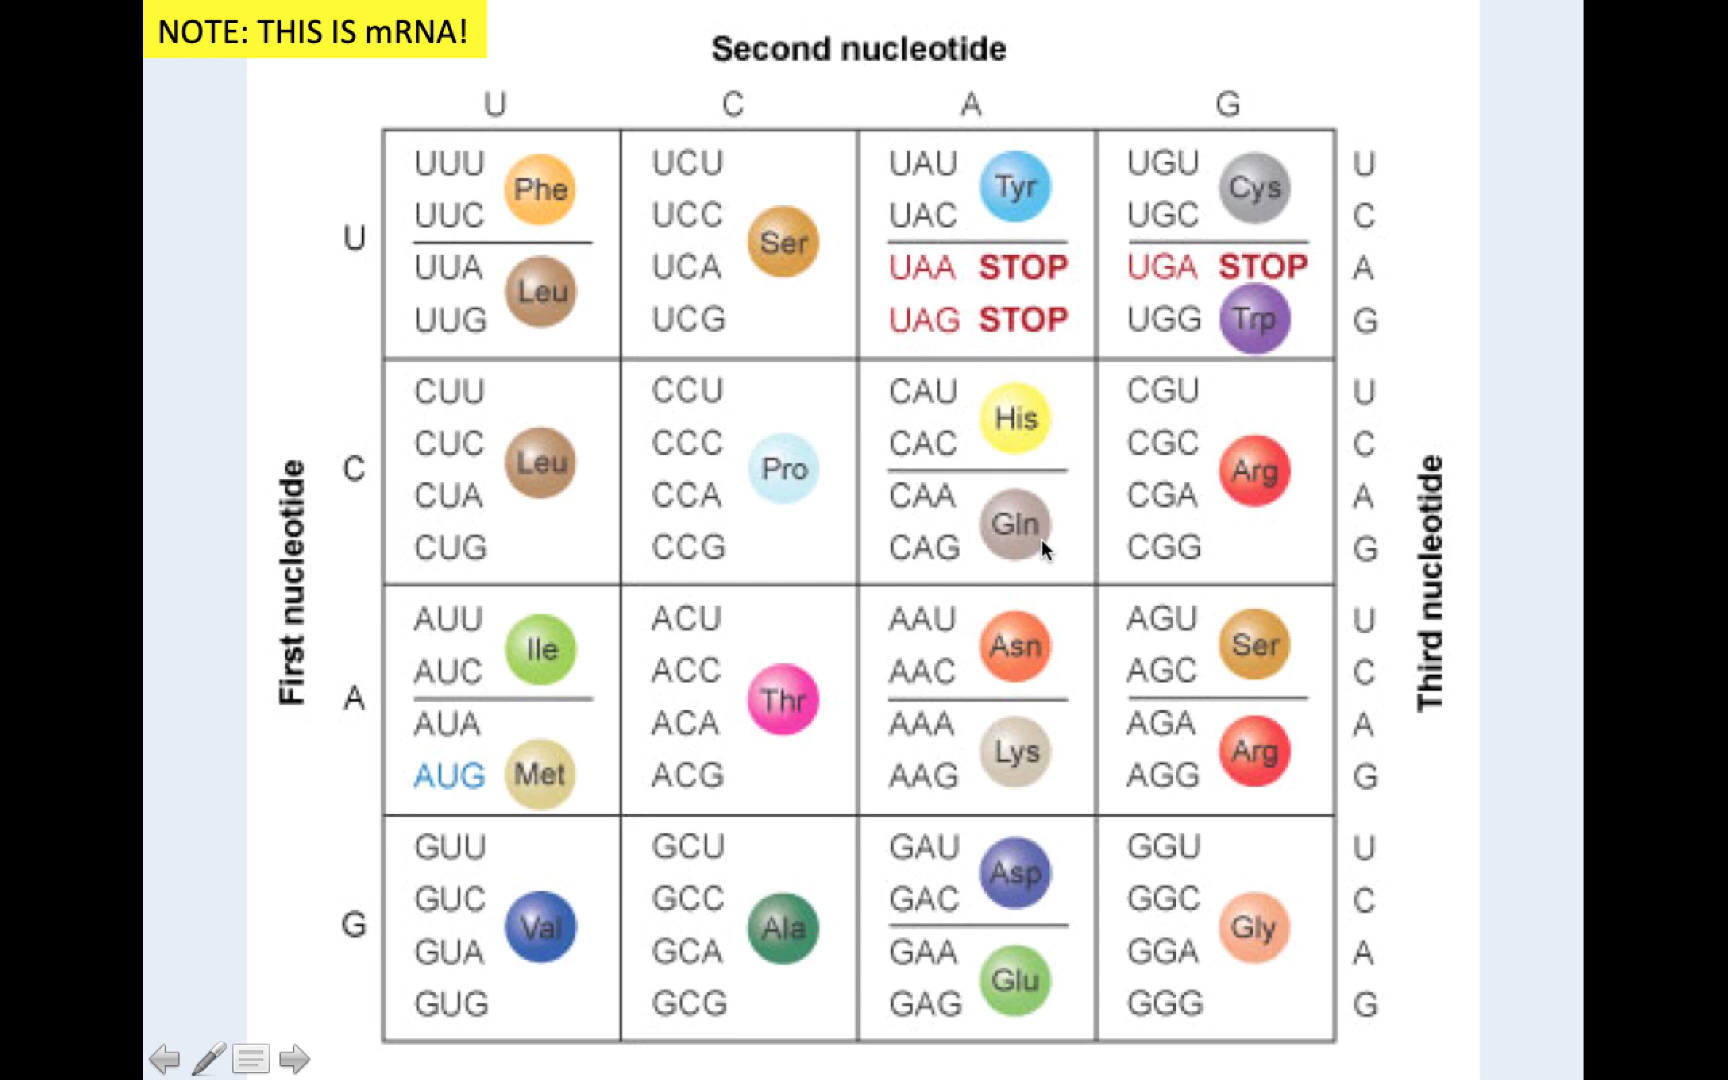 NOTE: THIS IS mRNA!
Second nucleotide
U C A G
First nucleotide
Third nucleotide
U
UUU Phe UCU UAU Tyr UGU Cys U
UUC UCC Ser UAC UGC C
UUA Leu UCA UAA STOP UGA STOP A
UUG UCG UAG STOP UGG Trp G
C
CUU CCU CAU His CGU U
CUC Leu CCC Pro CAC CGC Arg C
CUA CCA CAA Gln CGA A
CUG CCG CAG CGG G
A
AUU Ile ACU AAU Asn AGU Ser U
AUC ACC Thr AAC AGC C
AUA ACA AAA Lys AGA Arg A
AUG Met ACG AAG AGG G
G
GUU GCU GAU Asp GGU U
GUC Val GCC Ala GAC GGC Gly C
GUA GCA GAA Glu GGA A
GUG GCG GAG GGG G